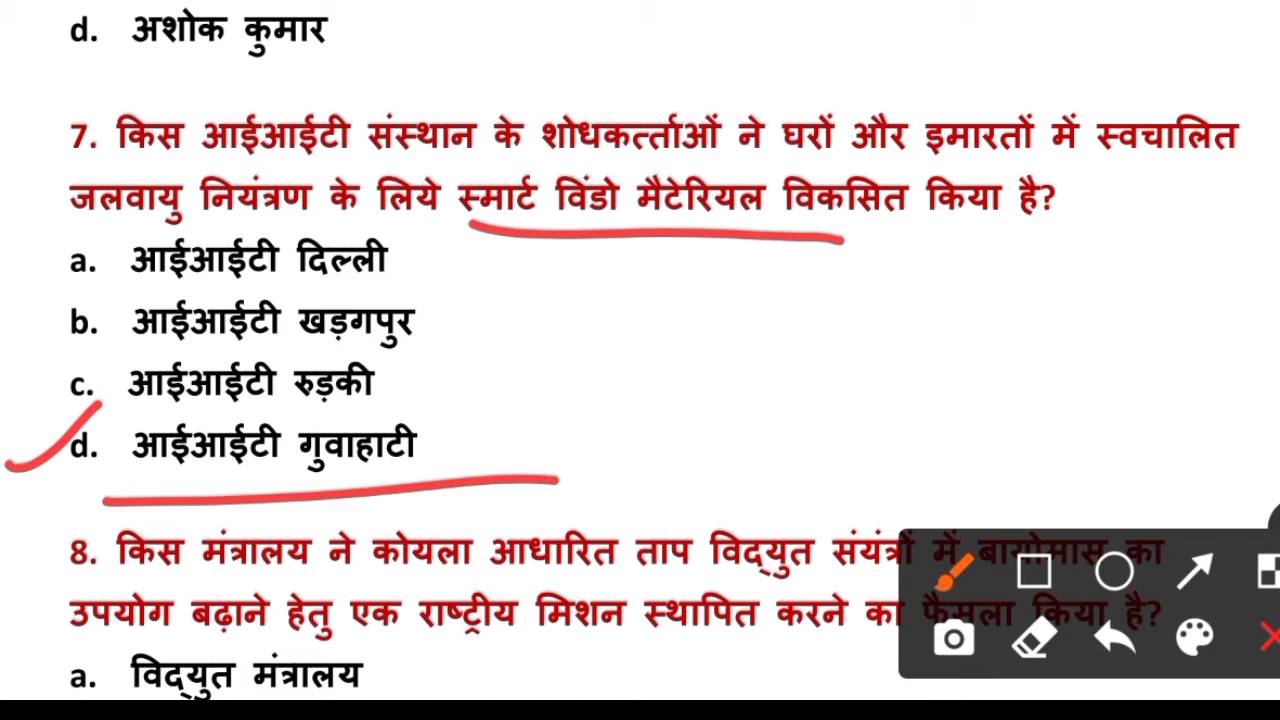 d. अशोक कुमार
7. किस आईआईटी संस्थान के शोधकर्त्ताओं ने घरों और इमारतों में स्वचालित
जलवायु नियंत्रण के लिये स्मार्ट विंडो मैटेरियल विकसित किया है?
a. आईआईटी दिल्ली
b. आईआईटी खड़गपुर
c. आईआईटी रुड़की
d. आईआईटी गुवाहाटी
8. किस मंत्रालय ने कोयला आधारित ताप विद्युत संयंत्रों में बायोमास का
उपयोग बढ़ाने हेतु एक राष्ट्रीय मिशन स्थापित करने का फैसला किया है?
a. विद्युत मंत्रालय